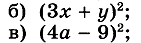 б) (3x + y)²;
в) (4a − 9)²;